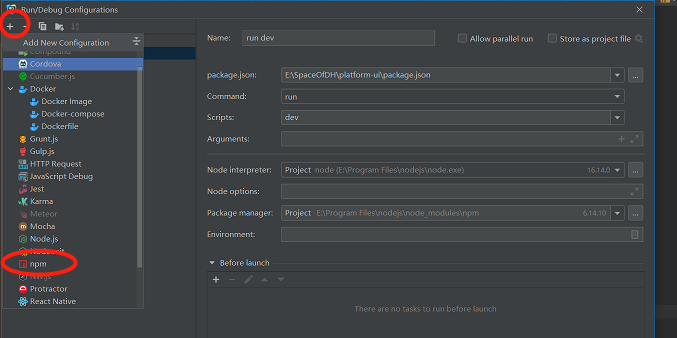 Run/Debug Configurations
Add New Configuration
Compound
Cordova
Cucumber.js
Docker
Docker Image
Docker-compose
Dockerfile
Grunt.js
Gulp.js
HTTP Request
JavaScript Debug
Jest
Karma
Meteor
Mocha
Node.js
npm
Protractor
React Native
Name:
run dev
Allow parallel run
Store as project file
package.json:
E:\SpaceOfDH\platform-ui\package.json
Command:
run
Scripts:
dev
Arguments:
Node interpreter:
Project node (E:\Program Files\nodejs\node.exe)
16.14.0
Node options:
Package manager:
Project E:\Program Files\nodejs\node_modules\npm
6.14.10
Environment:
Before launch
There are no tasks to run before launch